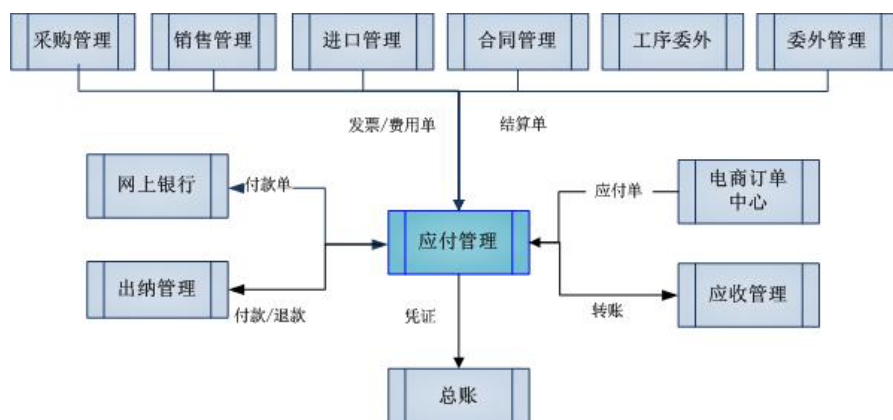 采购管理
销售管理
进口管理
合同管理
工序委外
委外管理
发票/费用单
结算单
网上银行
付款单
应付单
电商订单
中心
应付管理
出纳管理
付款/退款
凭证
转账
应收管理
总账